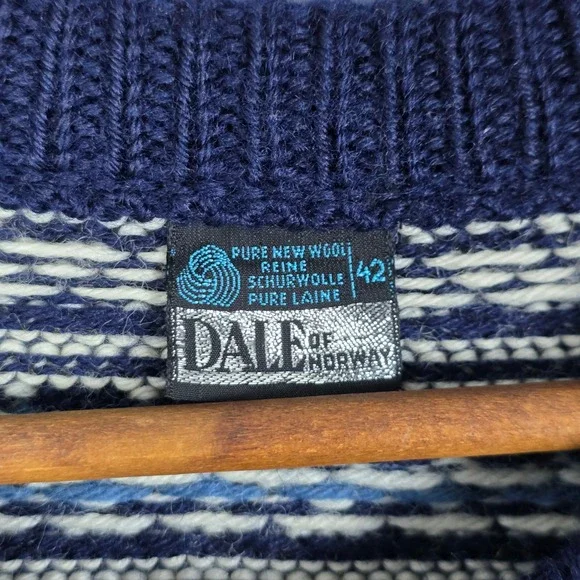 PURE NEW WOOL
REINE
SCHURWOLLE
PURE LAINE
42
DALE OF NORWAY